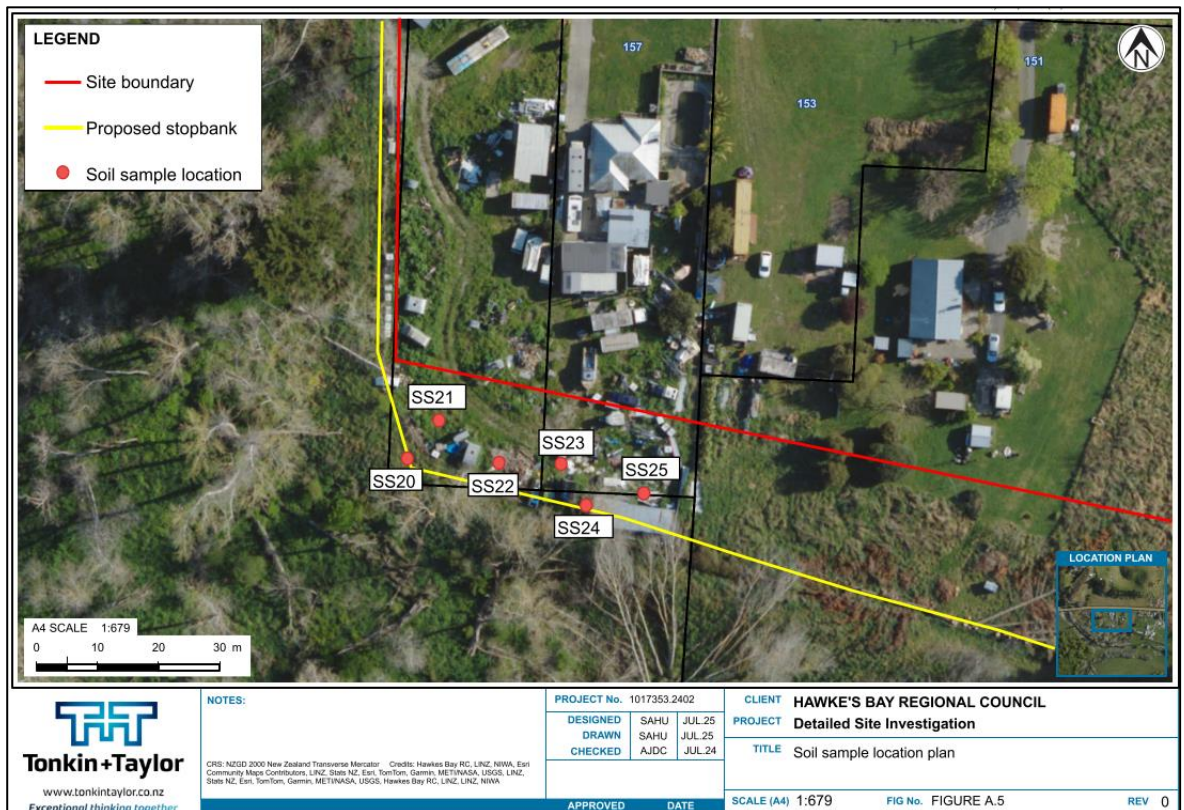 LEGEND
Site boundary
Proposed stopbank
Soil sample location
157
153
151
N
SS21
SS23
SS25
SS20
SS22
SS24
LOCATION PLAN
A4 SCALE 1:679
0 10 20 30 m
Tonkin+Taylor
www.tonkintaylor.co.nz
Exceptional thinking together
NOTES:
CRS: NZGD 2000 New Zealand Transverse Mercator Credits: Hawkes Bay RC, LINZ, NIWA, Esri
Community Maps Contributors, LINZ, Stats NZ, Esri, TomTom, Garmin, METI/NASA, USGS, LINZ,
Stats NZ, Esri, TomTom, Garmin, METI/NASA, USGS, Hawkes Bay RC, LINZ, LINZ, NIWA
PROJECT No. 1017353.2402
DESIGNED SAHU JUL.25
DRAWN SAHU JUL.25
CHECKED AJDC JUL.24
APPROVED DATE
CLIENT HAWKE'S BAY REGIONAL COUNCIL
PROJECT Detailed Site Investigation
TITLE Soil sample location plan
SCALE (A4) 1:679 FIG No. FIGURE A.5 REV 0